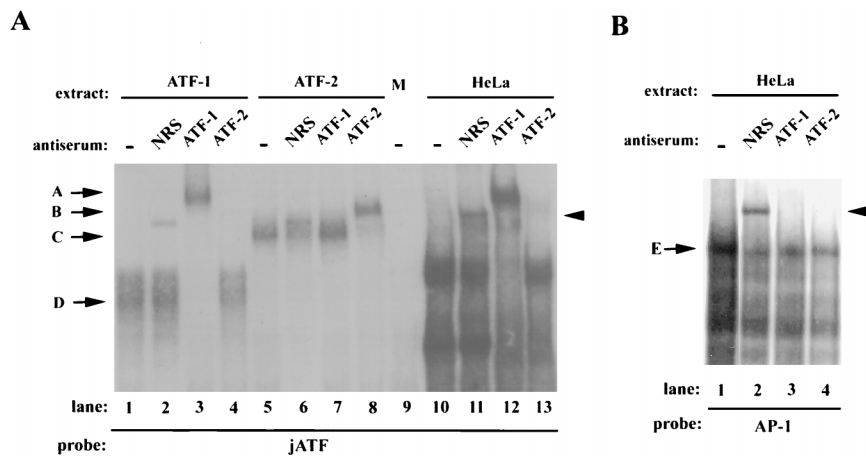 A
extract: ATF-1 ATF-2 M HeLa
antiserum: - NRS ATF-1 ATF-2 - NRS ATF-1 ATF-2 - - NRS ATF-1 ATF-2
A
B
C
D
lane: 1 2 3 4 5 6 7 8 9 10 11 12 13
probe: jATF
B
extract: HeLa
antiserum: - NRS ATF-1 ATF-2
E
lane: 1 2 3 4
probe: AP-1